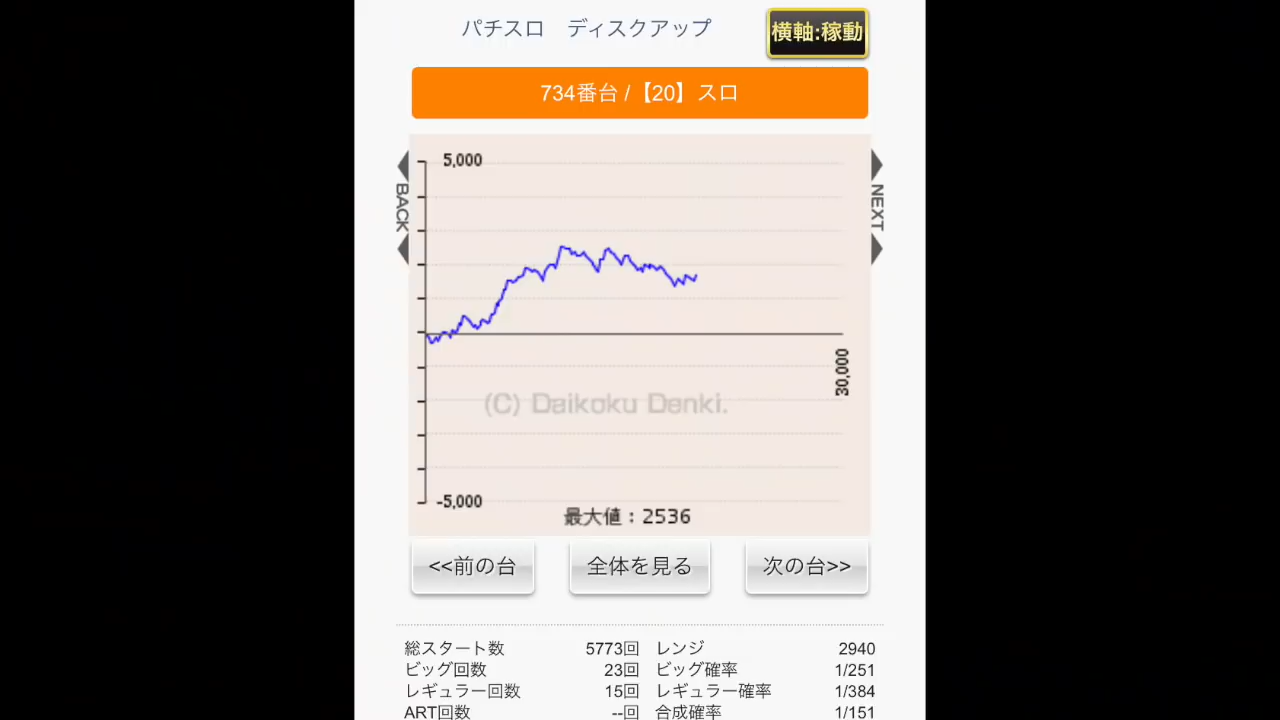 パチスロ　ディスクアップ
横軸:稼動
734番台 /【20】スロ
5,000
BACK
NEXT
30,000
(C) Daikoku Denki.
-5,000
最大値：2536
<<前の台
全体を見る
次の台>>
総スタート数 5773回 レンジ 2940
ビッグ回数 23回 ビッグ確率 1/251
レギュラー回数 15回 レギュラー確率 1/384
ART回数 --回 合成確率 1/151